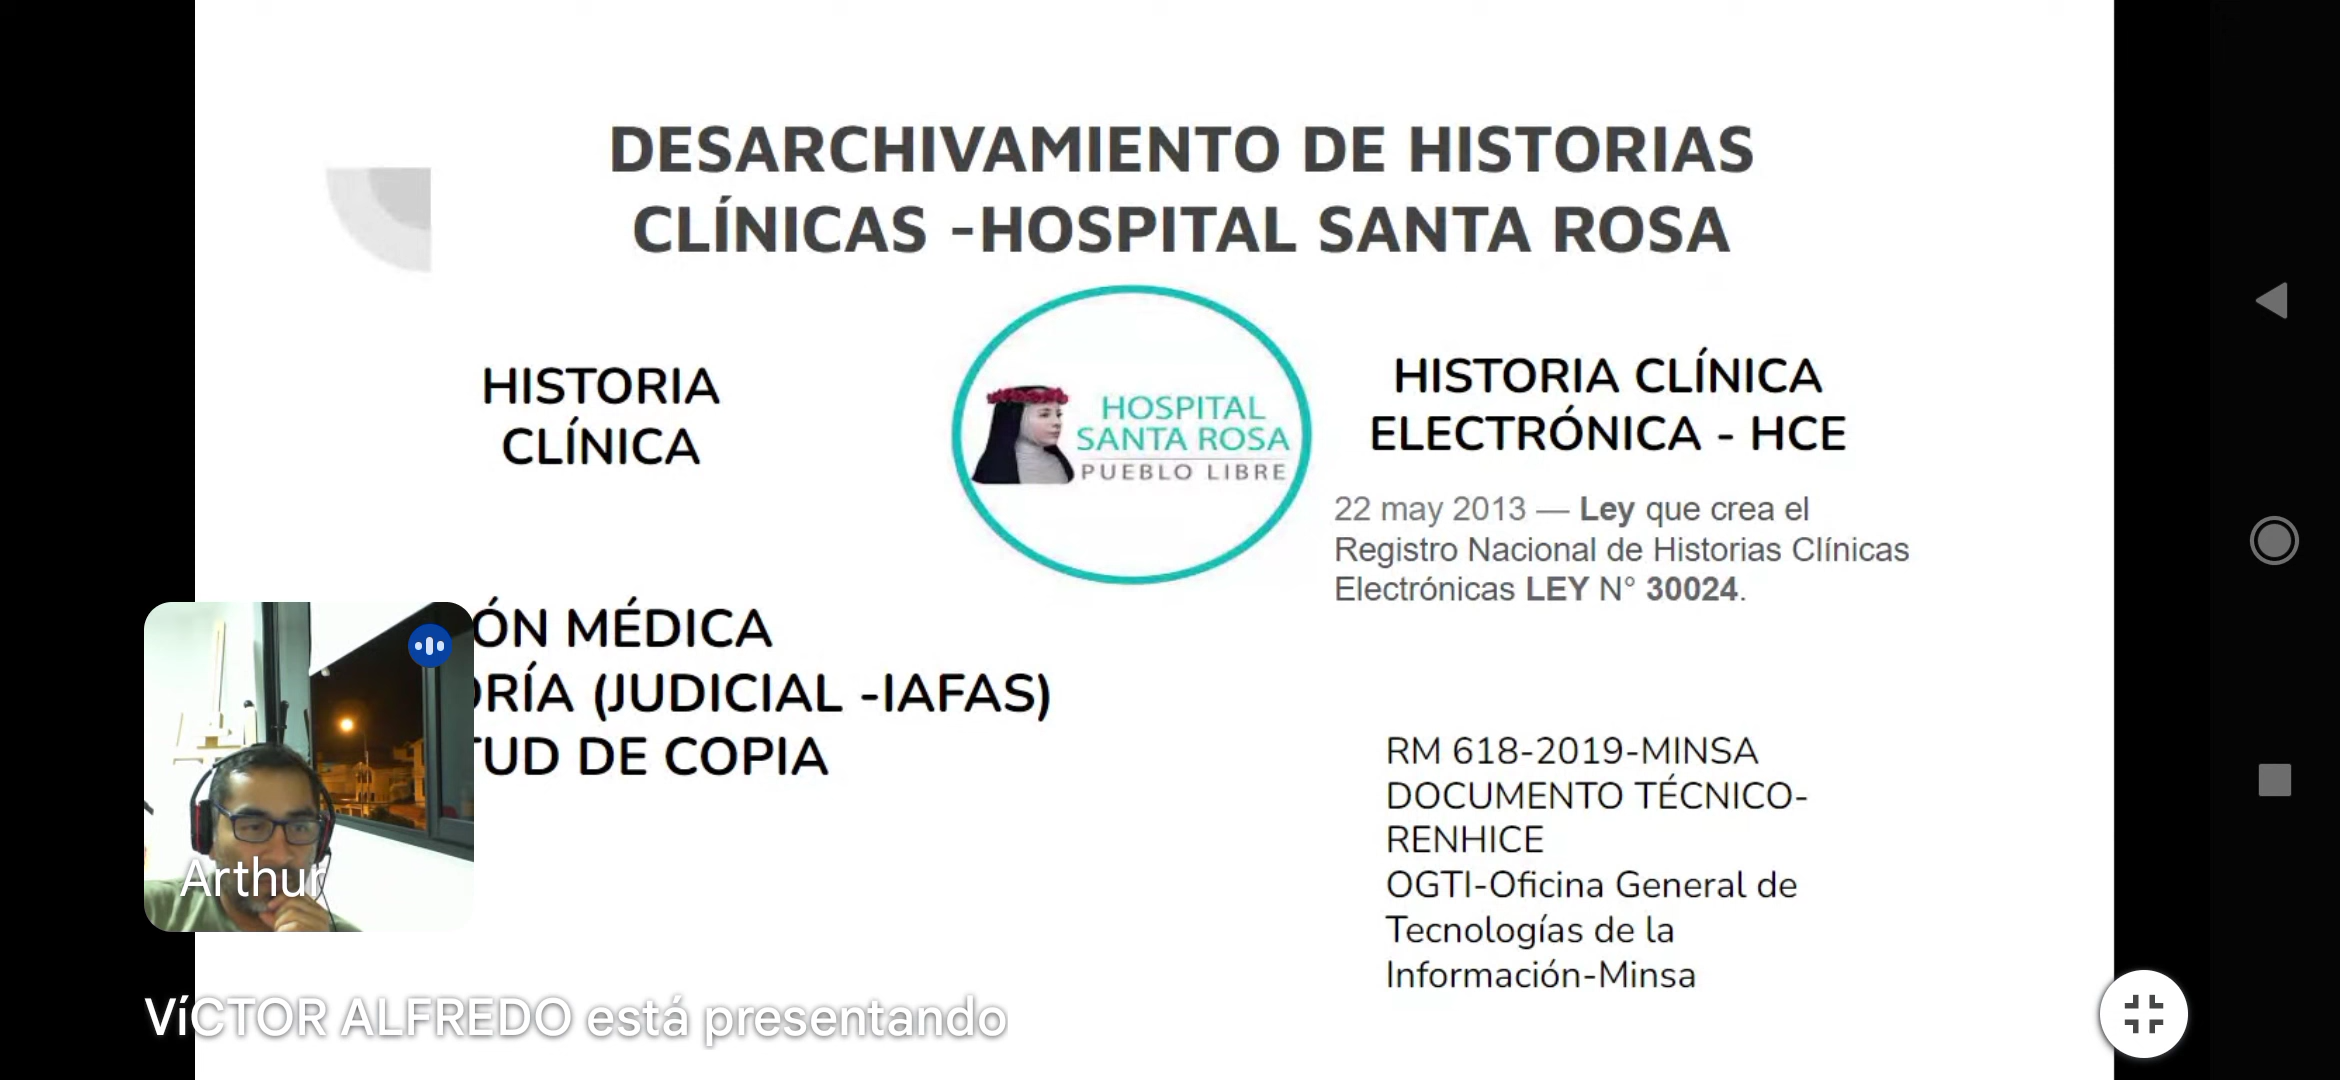 DESARCHIVAMIENTO DE HISTORIAS
CLÍNICAS -HOSPITAL SANTA ROSA
HISTORIA
CLÍNICA
HOSPITAL
SANTA ROSA
PUEBLO LIBRE
HISTORIA CLÍNICA
ELECTRÓNICA - HCE
22 may 2013 — Ley que crea el
Registro Nacional de Historias Clínicas
Electrónicas LEY N° 30024.
MÉDICA
(JUDICIAL -IAFAS)
DE COPIA
RM 618-2019-MINSA
DOCUMENTO TÉCNICO-
RENHICE
OGTI-Oficina General de
Tecnologías de la
Información-Minsa
Arthur
VíCTOR ALFREDO está presentando